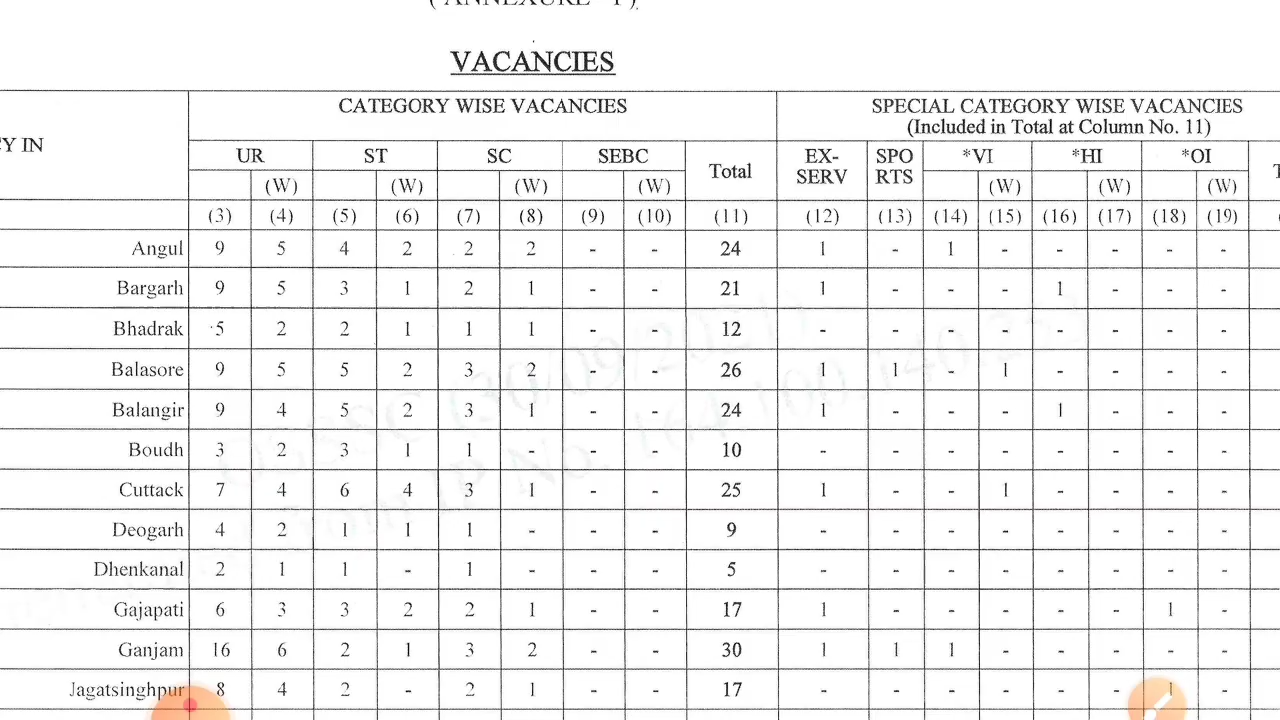 ( ANNEXURE - I )
VACANCIES
CY IN CATEGORY WISE VACANCIES SPECIAL CATEGORY WISE VACANCIES
(Included in Total at Column No. 11)
UR ST SC SEBC Total EX-SERV SPORTS *VI *HI *OI
(W) (W) (W) (W) (W) (W) (W)
(3) (4) (5) (6) (7) (8) (9) (10) (11) (12) (13) (14) (15) (16) (17) (18) (19)
Angul 9 5 4 2 2 2 - - 24 1 - 1 - - - - -
Bargarh 9 5 3 1 2 1 - - 21 1 - - - 1 - - -
Bhadrak 5 2 2 1 1 1 - - 12 - - - - - - - -
Balasore 9 5 5 2 3 2 - - 26 1 1 - 1 - - - -
Balangir 9 4 5 2 3 1 - - 24 1 - - - 1 - - -
Boudh 3 2 3 1 1 - - - 10 - - - - - - - -
Cuttack 7 4 6 4 3 1 - - 25 1 - - 1 - - - -
Deogarh 4 2 1 1 1 - - - 9 - - - - - - - -
Dhenkanal 2 1 1 - 1 - - - 5 - - - - - - - -
Gajapati 6 3 3 2 2 1 - - 17 1 - - - - - 1 -
Ganjam 16 6 2 1 3 2 - - 30 1 1 1 - - - - -
Jagatsinghpur 8 4 2 - 2 1 - - 17 - - - - - - 1 -